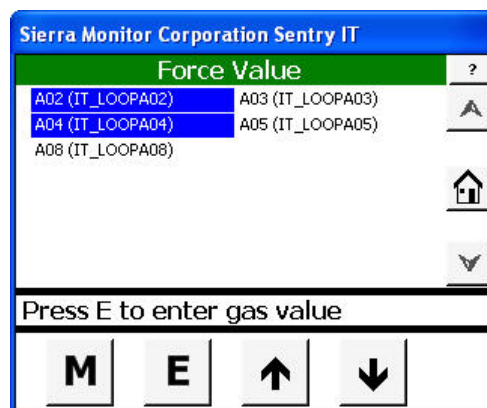 Sierra Monitor Corporation Sentry IT
Force Value
?
A02 (IT_LOOPA02) A03 (IT_LOOPA03)
A04 (IT_LOOPA04) A05 (IT_LOOPA05)
A08 (IT_LOOPA08)
Press E to enter gas value
M E